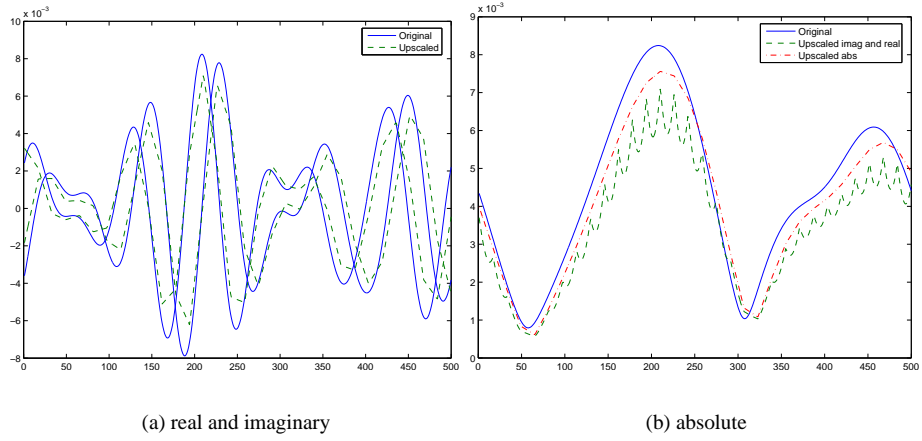 x 10⁻³
10
8
6
4
2
0
−2
−4
−6
−8
0 50 100 150 200 250 300 350 400 450 500
Original
Upscaled
(a) real and imaginary
x 10⁻³
9
8
7
6
5
4
3
2
1
0
0 50 100 150 200 250 300 350 400 450 500
Original
Upscaled imag and real
Upscaled abs
(b) absolute